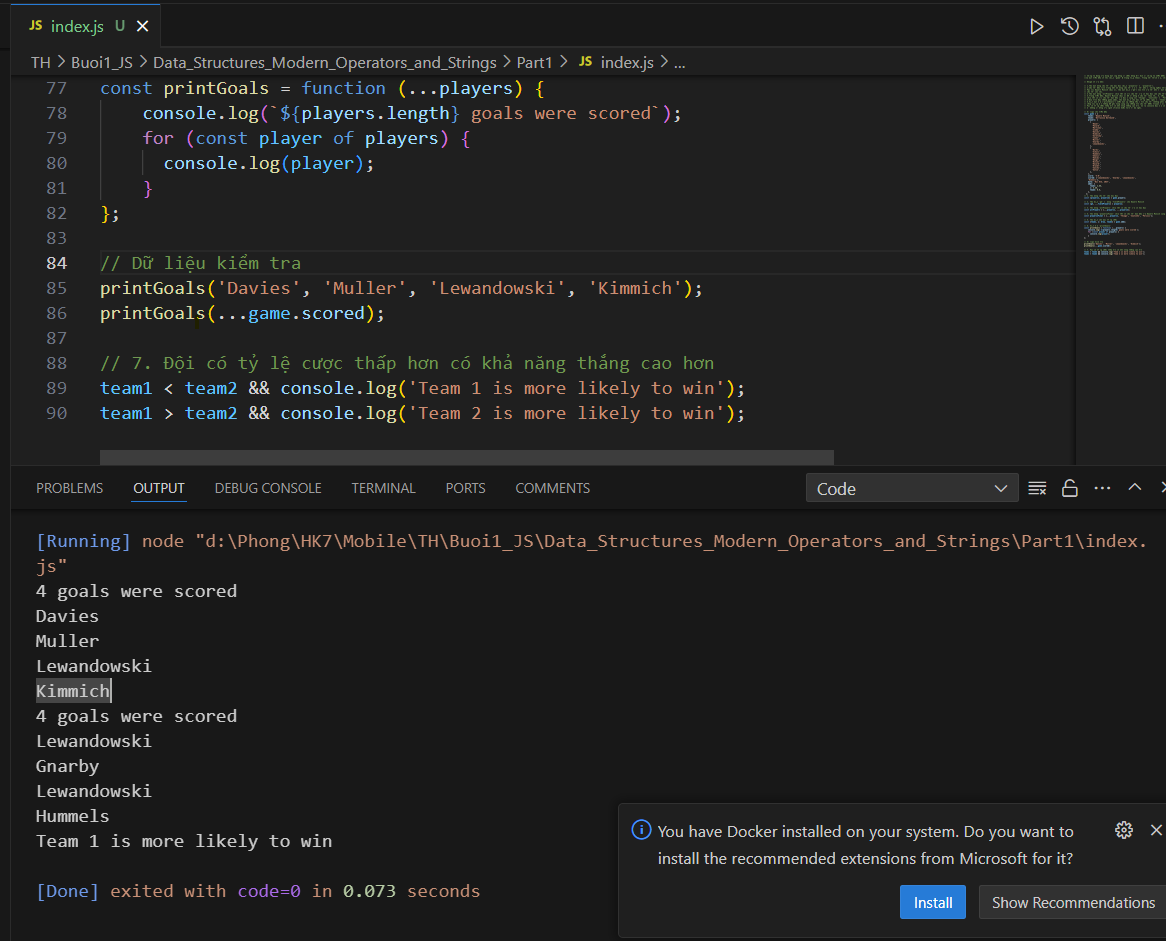 JS index.js U
TH > Buoi1_JS > Data_Structures_Modern_Operators_and_Strings > Part1 > JS index.js > ...
77 const printGoals = function (...players) {
78 console.log(`${players.length} goals were scored`);
79 for (const player of players) {
80 console.log(player);
81 }
82 };
83
84 // Dữ liệu kiểm tra
85 printGoals('Davies', 'Muller', 'Lewandowski', 'Kimmich');
86 printGoals(...game.scored);
87
88 // 7. Đội có tỷ lệ cược thấp hơn có khả năng thắng cao hơn
89 team1 < team2 && console.log('Team 1 is more likely to win');
90 team1 > team2 && console.log('Team 2 is more likely to win');
PROBLEMS OUTPUT DEBUG CONSOLE TERMINAL PORTS COMMENTS Code
[Running] node "d:\Phong\HK7\Mobile\TH\Buoi1_JS\Data_Structures_Modern_Operators_and_Strings\Part1\index.
js"
4 goals were scored
Davies
Muller
Lewandowski
Kimmich
4 goals were scored
Lewandowski
Gnarby
Lewandowski
Hummels
Team 1 is more likely to win
[Done] exited with code=0 in 0.073 seconds
You have Docker installed on your system. Do you want to
install the recommended extensions from Microsoft for it?
Install Show Recommendations